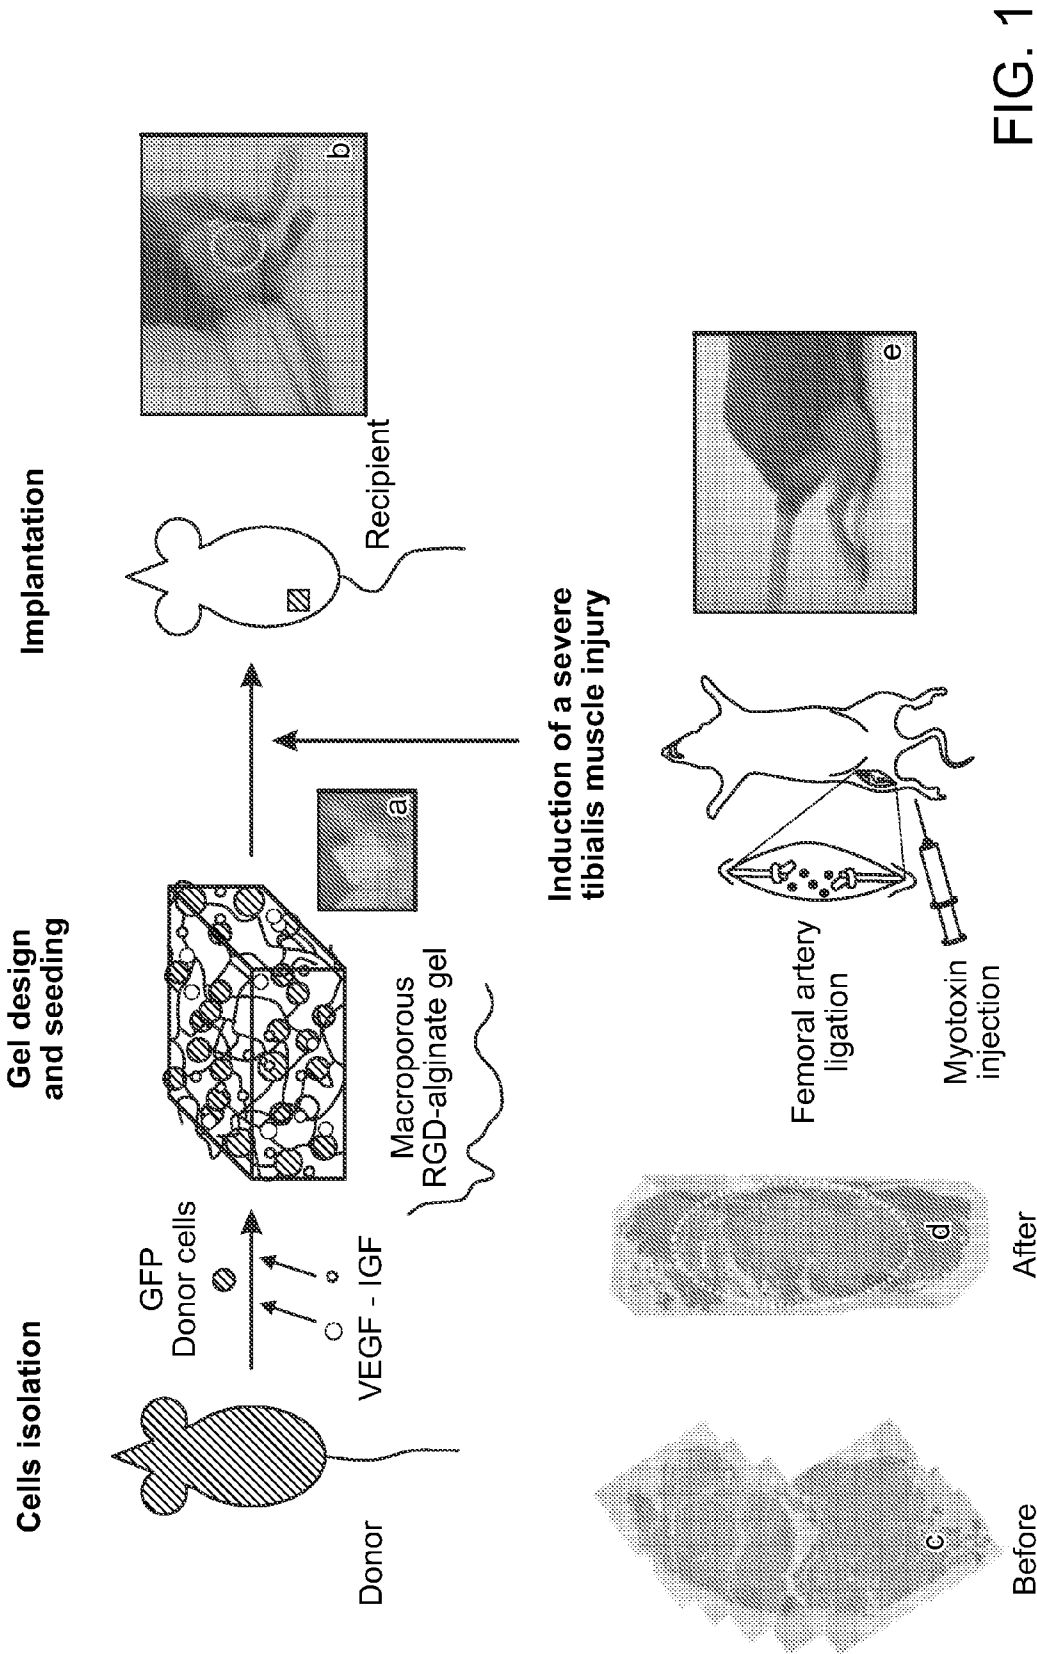 Cells isolation
Gel design
and seeding
Implantation
GFP
Donor cells
VEGF - IGF
Donor
Macroporous
RGD-alginate gel
a
Recipient
b
Induction of a severe
tibialis muscle injury
c
Before
d
After
Femoral artery
ligation
Myotoxin
injection
e
FIG. 1